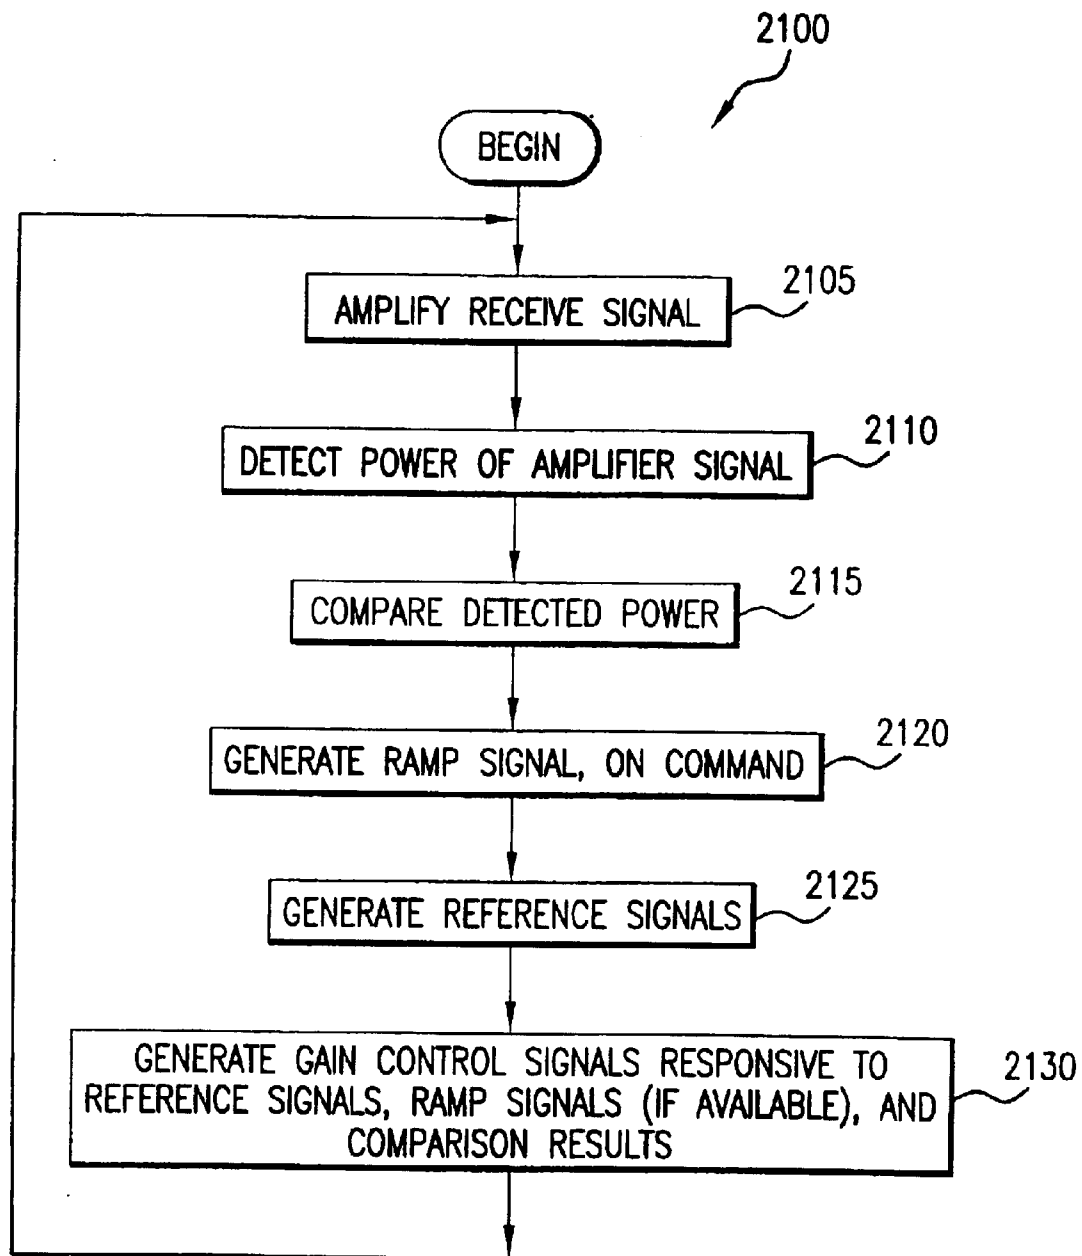 2100
BEGIN
AMPLIFY RECEIVE SIGNAL
2105
DETECT POWER OF AMPLIFIER SIGNAL
2110
COMPARE DETECTED POWER
2115
GENERATE RAMP SIGNAL, ON COMMAND
2120
GENERATE REFERENCE SIGNALS
2125
GENERATE GAIN CONTROL SIGNALS RESPONSIVE TO
REFERENCE SIGNALS, RAMP SIGNALS (IF AVAILABLE), AND
COMPARISON RESULTS
2130